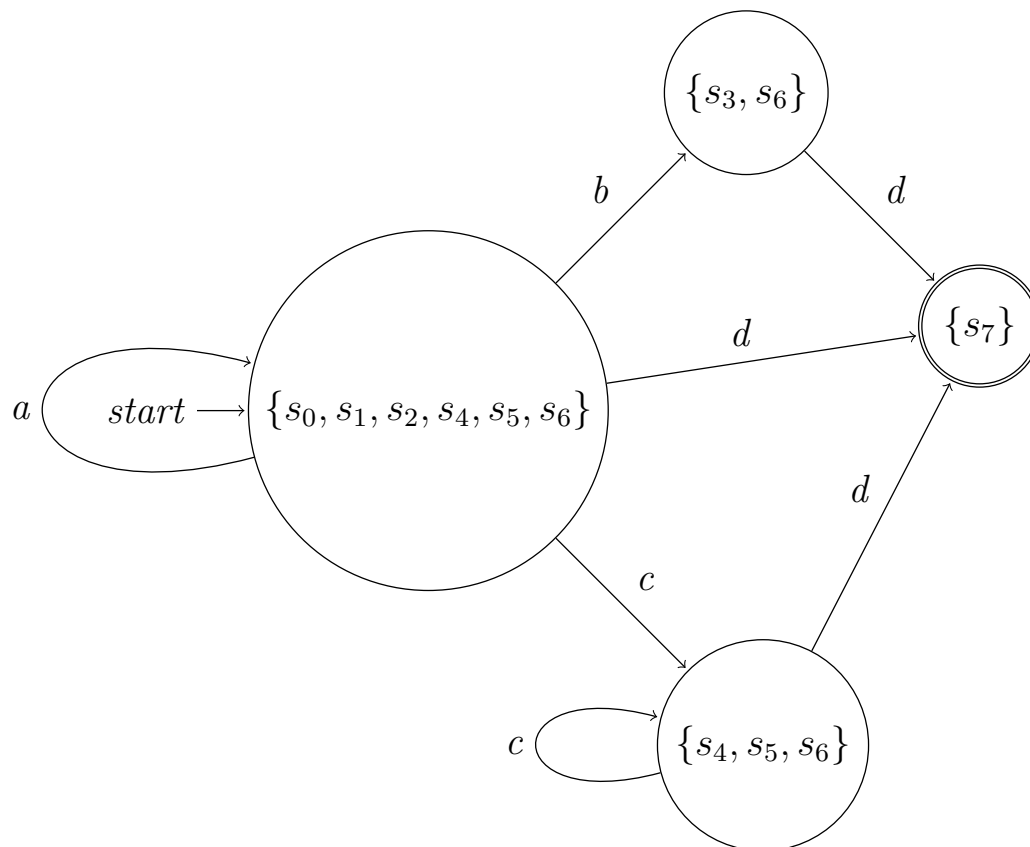 {s₃, s₆}
b
d
d
{s₇}
a
start
{s₀, s₁, s₂, s₄, s₅, s₆}
d
c
c
{s₄, s₅, s₆}